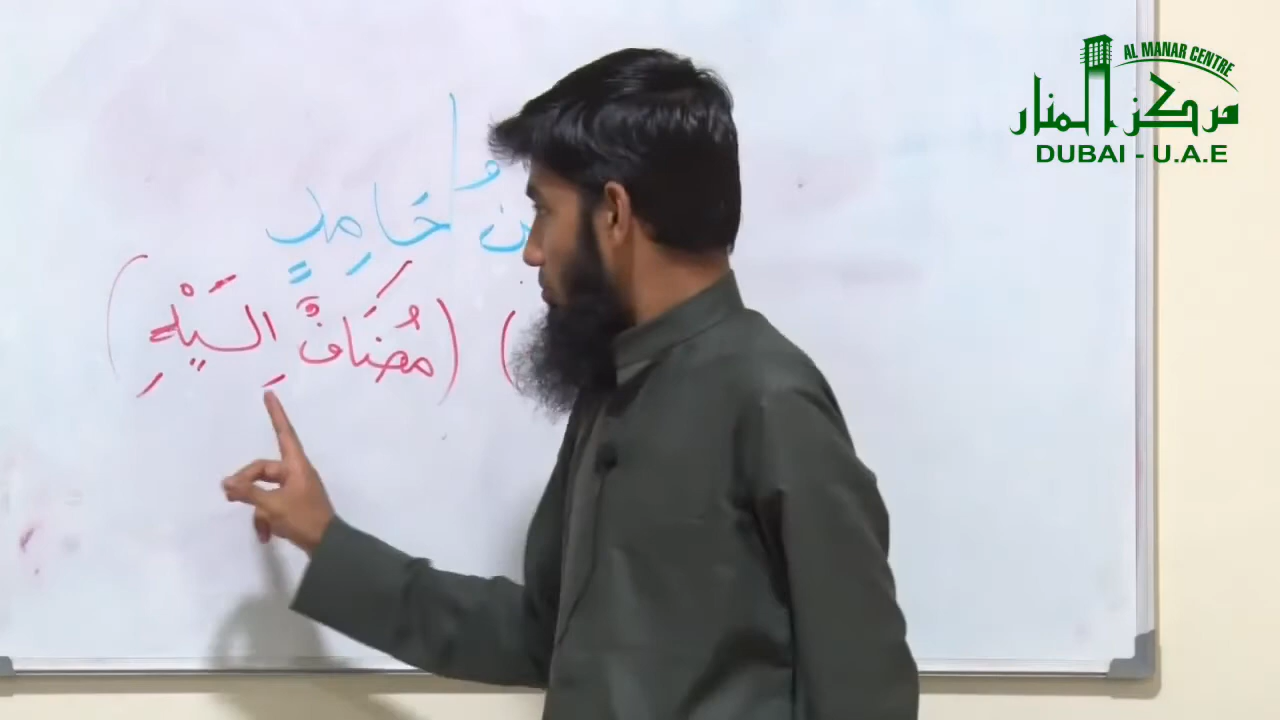 AL MANAR CENTRE
مركز المنار
DUBAI - U.A.E
حَامِدٍ
(مُضَافٌ اِلَيْهِ)